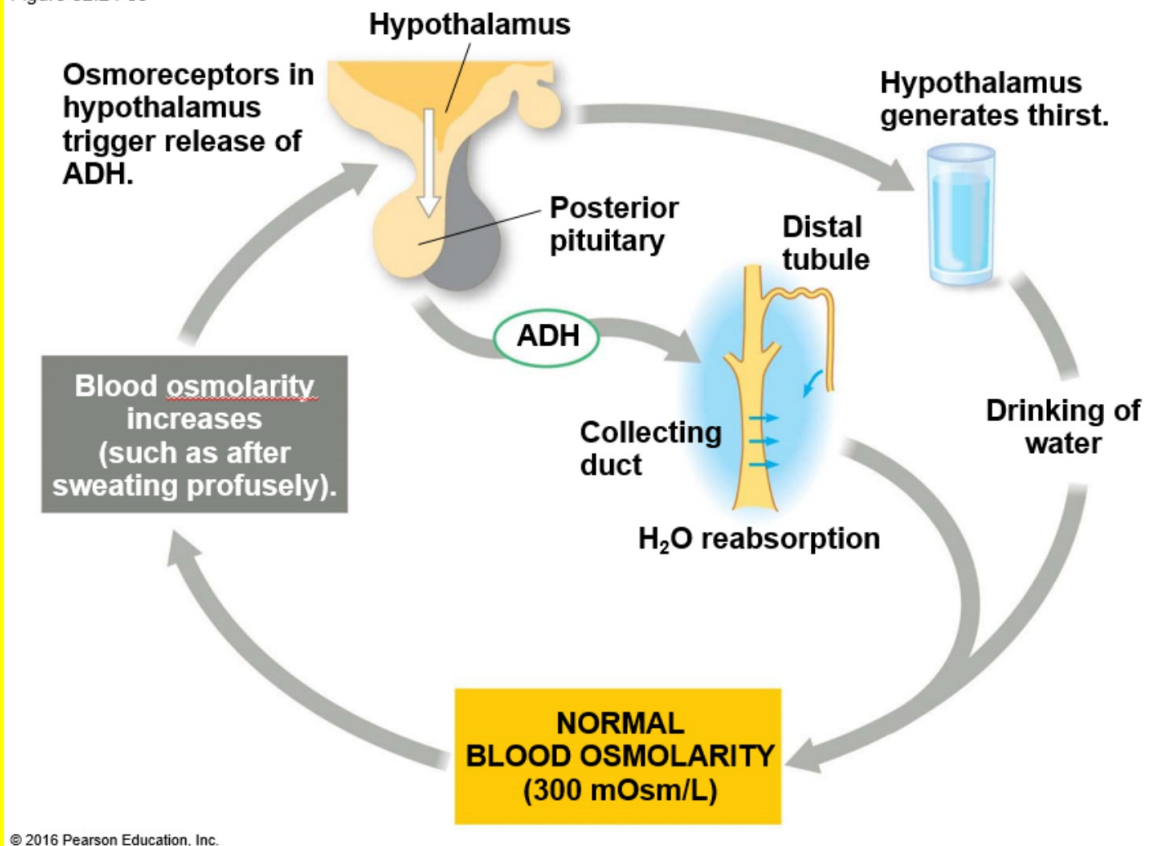 Hypothalamus
Osmoreceptors in
hypothalamus
trigger release of
ADH.
Hypothalamus
generates thirst.
Posterior
pituitary
Distal
tubule
ADH
Blood osmolarity
increases
(such as after
sweating profusely).
Collecting
duct
Drinking of
water
H₂O reabsorption
NORMAL
BLOOD OSMOLARITY
(300 mOsm/L)
© 2016 Pearson Education, Inc.